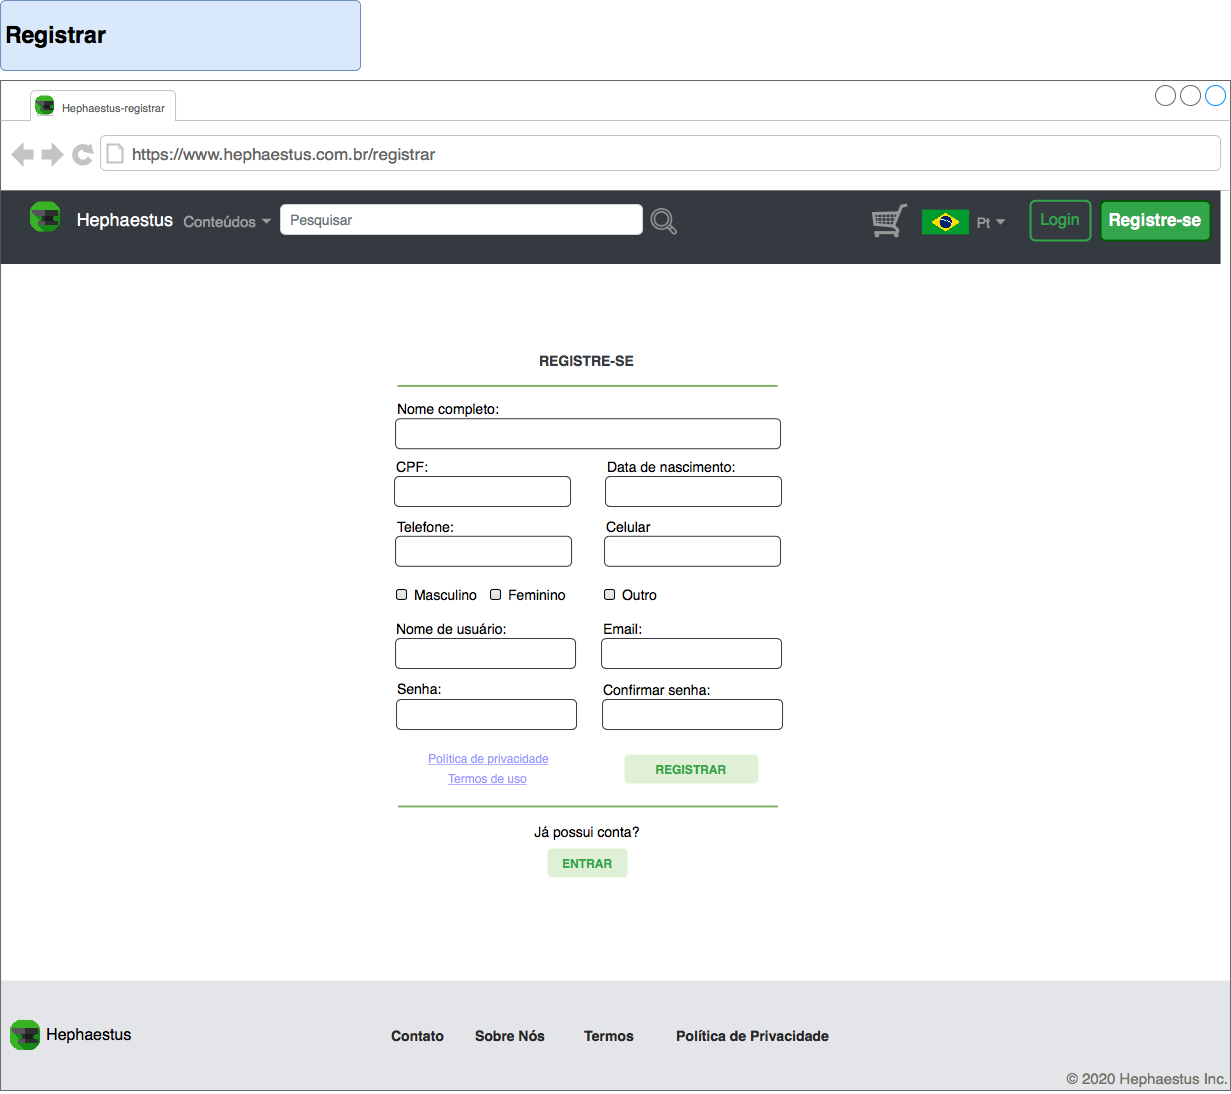 Registrar
Hephaestus-registrar
https://www.hephaestus.com.br/registrar
Hephaestus Conteúdos Pesquisar Pt Login Registre-se
REGISTRE-SE
Nome completo:
CPF: Data de nascimento:
Telefone: Celular
Masculino Feminino Outro
Nome de usuário: Email:
Senha: Confirmar senha:
Política de privacidade
REGISTRAR
Termos de uso
Já possui conta?
ENTRAR
Hephaestus Contato Sobre Nós Termos Política de Privacidade
© 2020 Hephaestus Inc.